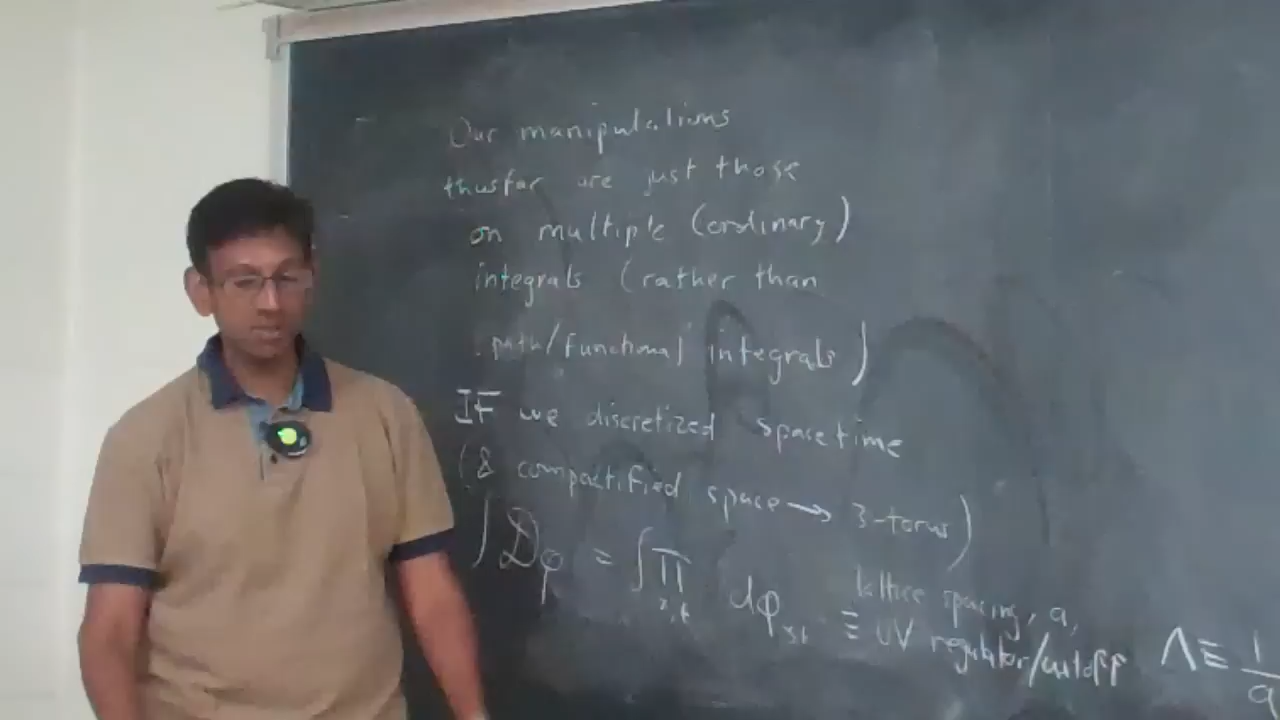 Our manipulations
thusfar are just those
on multiple (ordinary)
integrals (rather than
path/functional integrals)
IF we discretized spacetime
(& compactified space → 3-torus)
∫ Dφ = ∫ Π x,t dφ x,t ≡ lattice spacing, a,
UV regulator/cutoff Λ ≡ 1/a